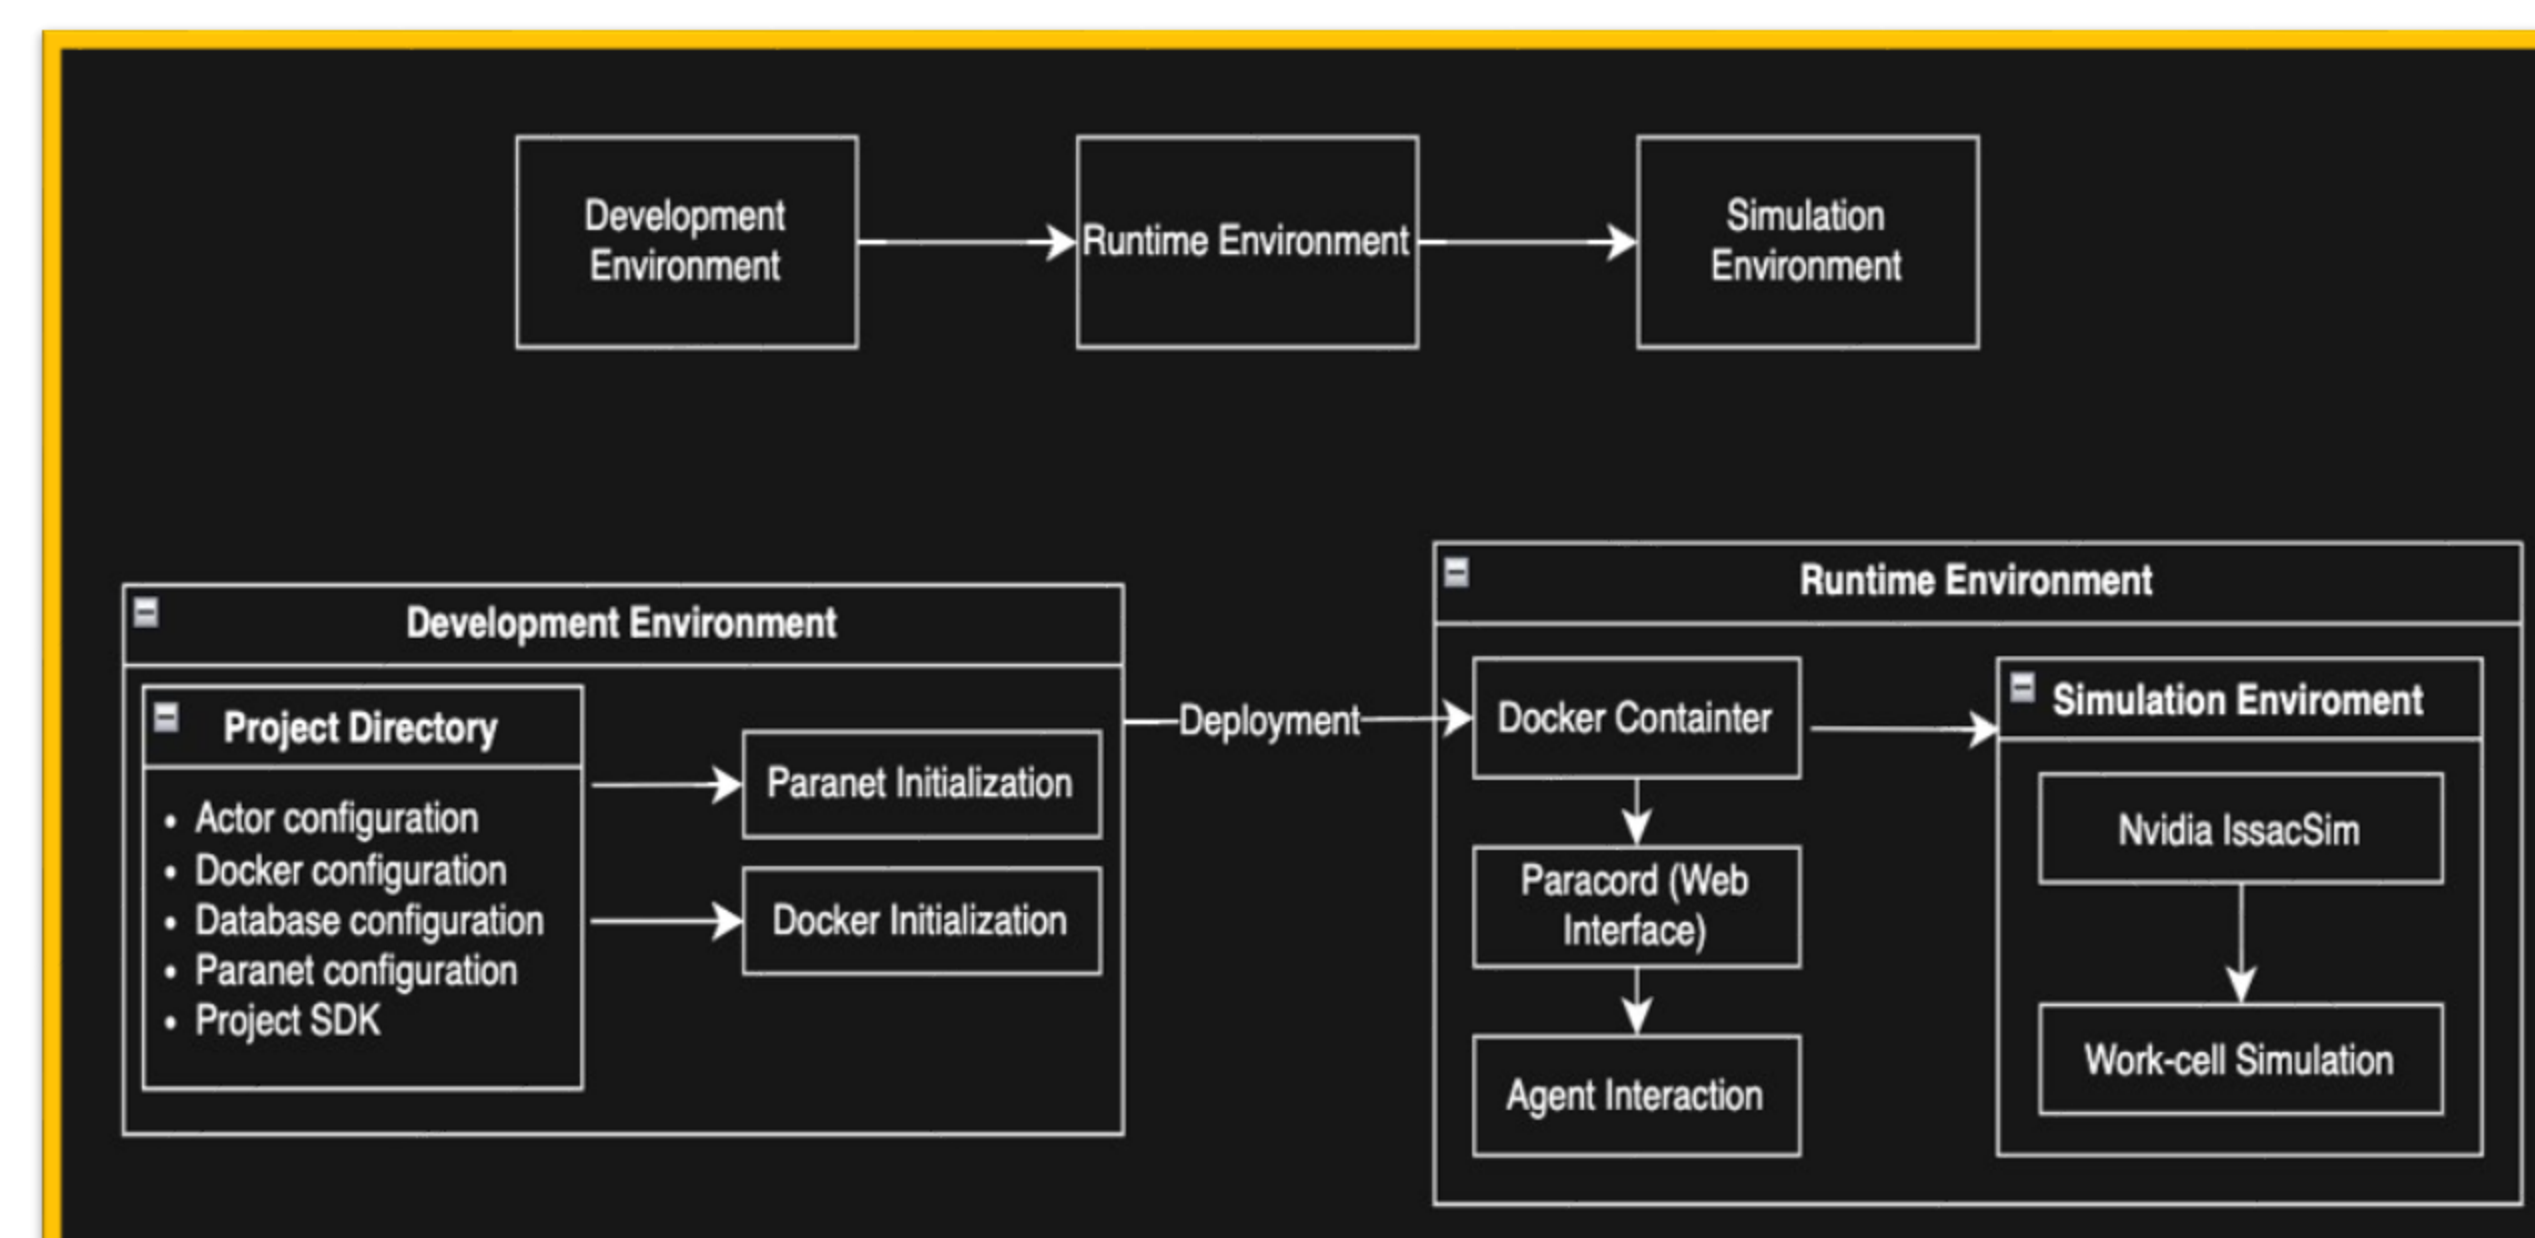 Development
Environment
Runtime Environment
Simulation
Environment
Development Environment
Project Directory
• Actor configuration
• Docker configuration
• Database configuration
• Paranet configuration
• Project SDK
Paranet Initialization
Docker Initialization
Deployment
Runtime Environment
Docker Containter
Paracord (Web
Interface)
Agent Interaction
Simulation Enviroment
Nvidia IssacSim
Work-cell Simulation